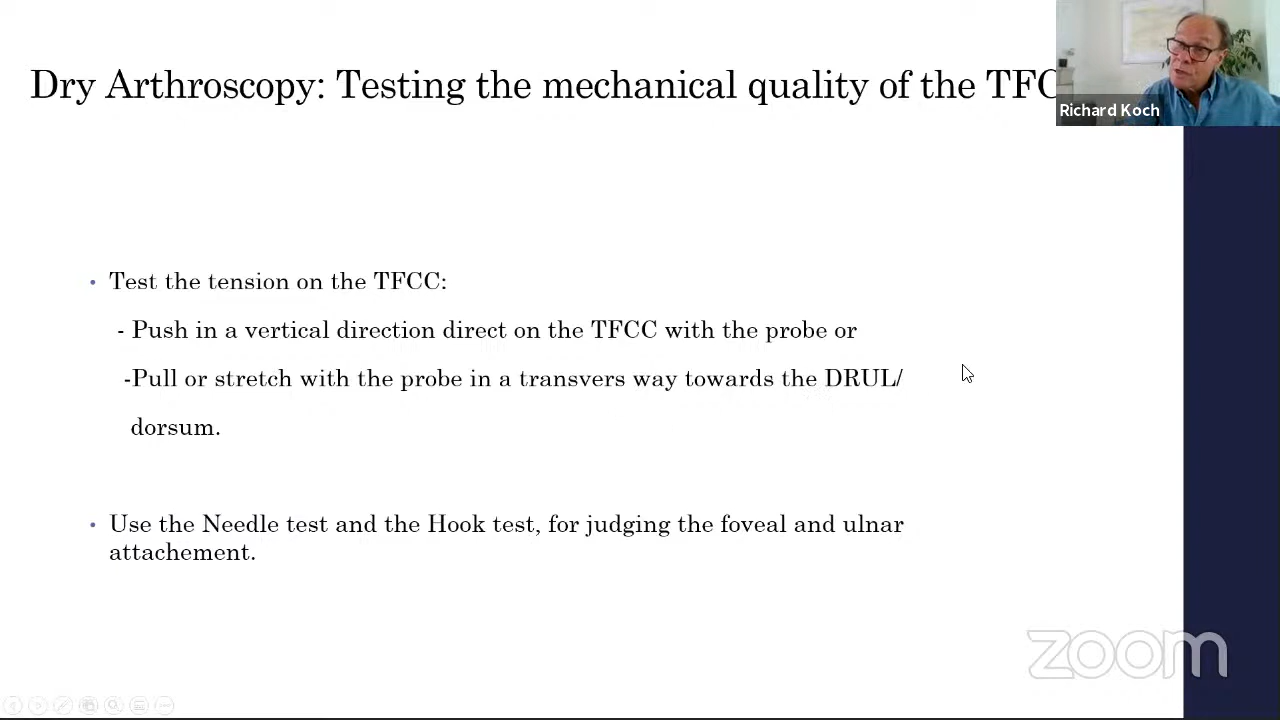 Dry Arthroscopy: Testing the mechanical quality of the TFC
Richard Koch
• Test the tension on the TFCC:
- Push in a vertical direction direct on the TFCC with the probe or
-Pull or stretch with the probe in a transvers way towards the DRUL/
dorsum.
• Use the Needle test and the Hook test, for judging the foveal and ulnar
attachement.
zoom